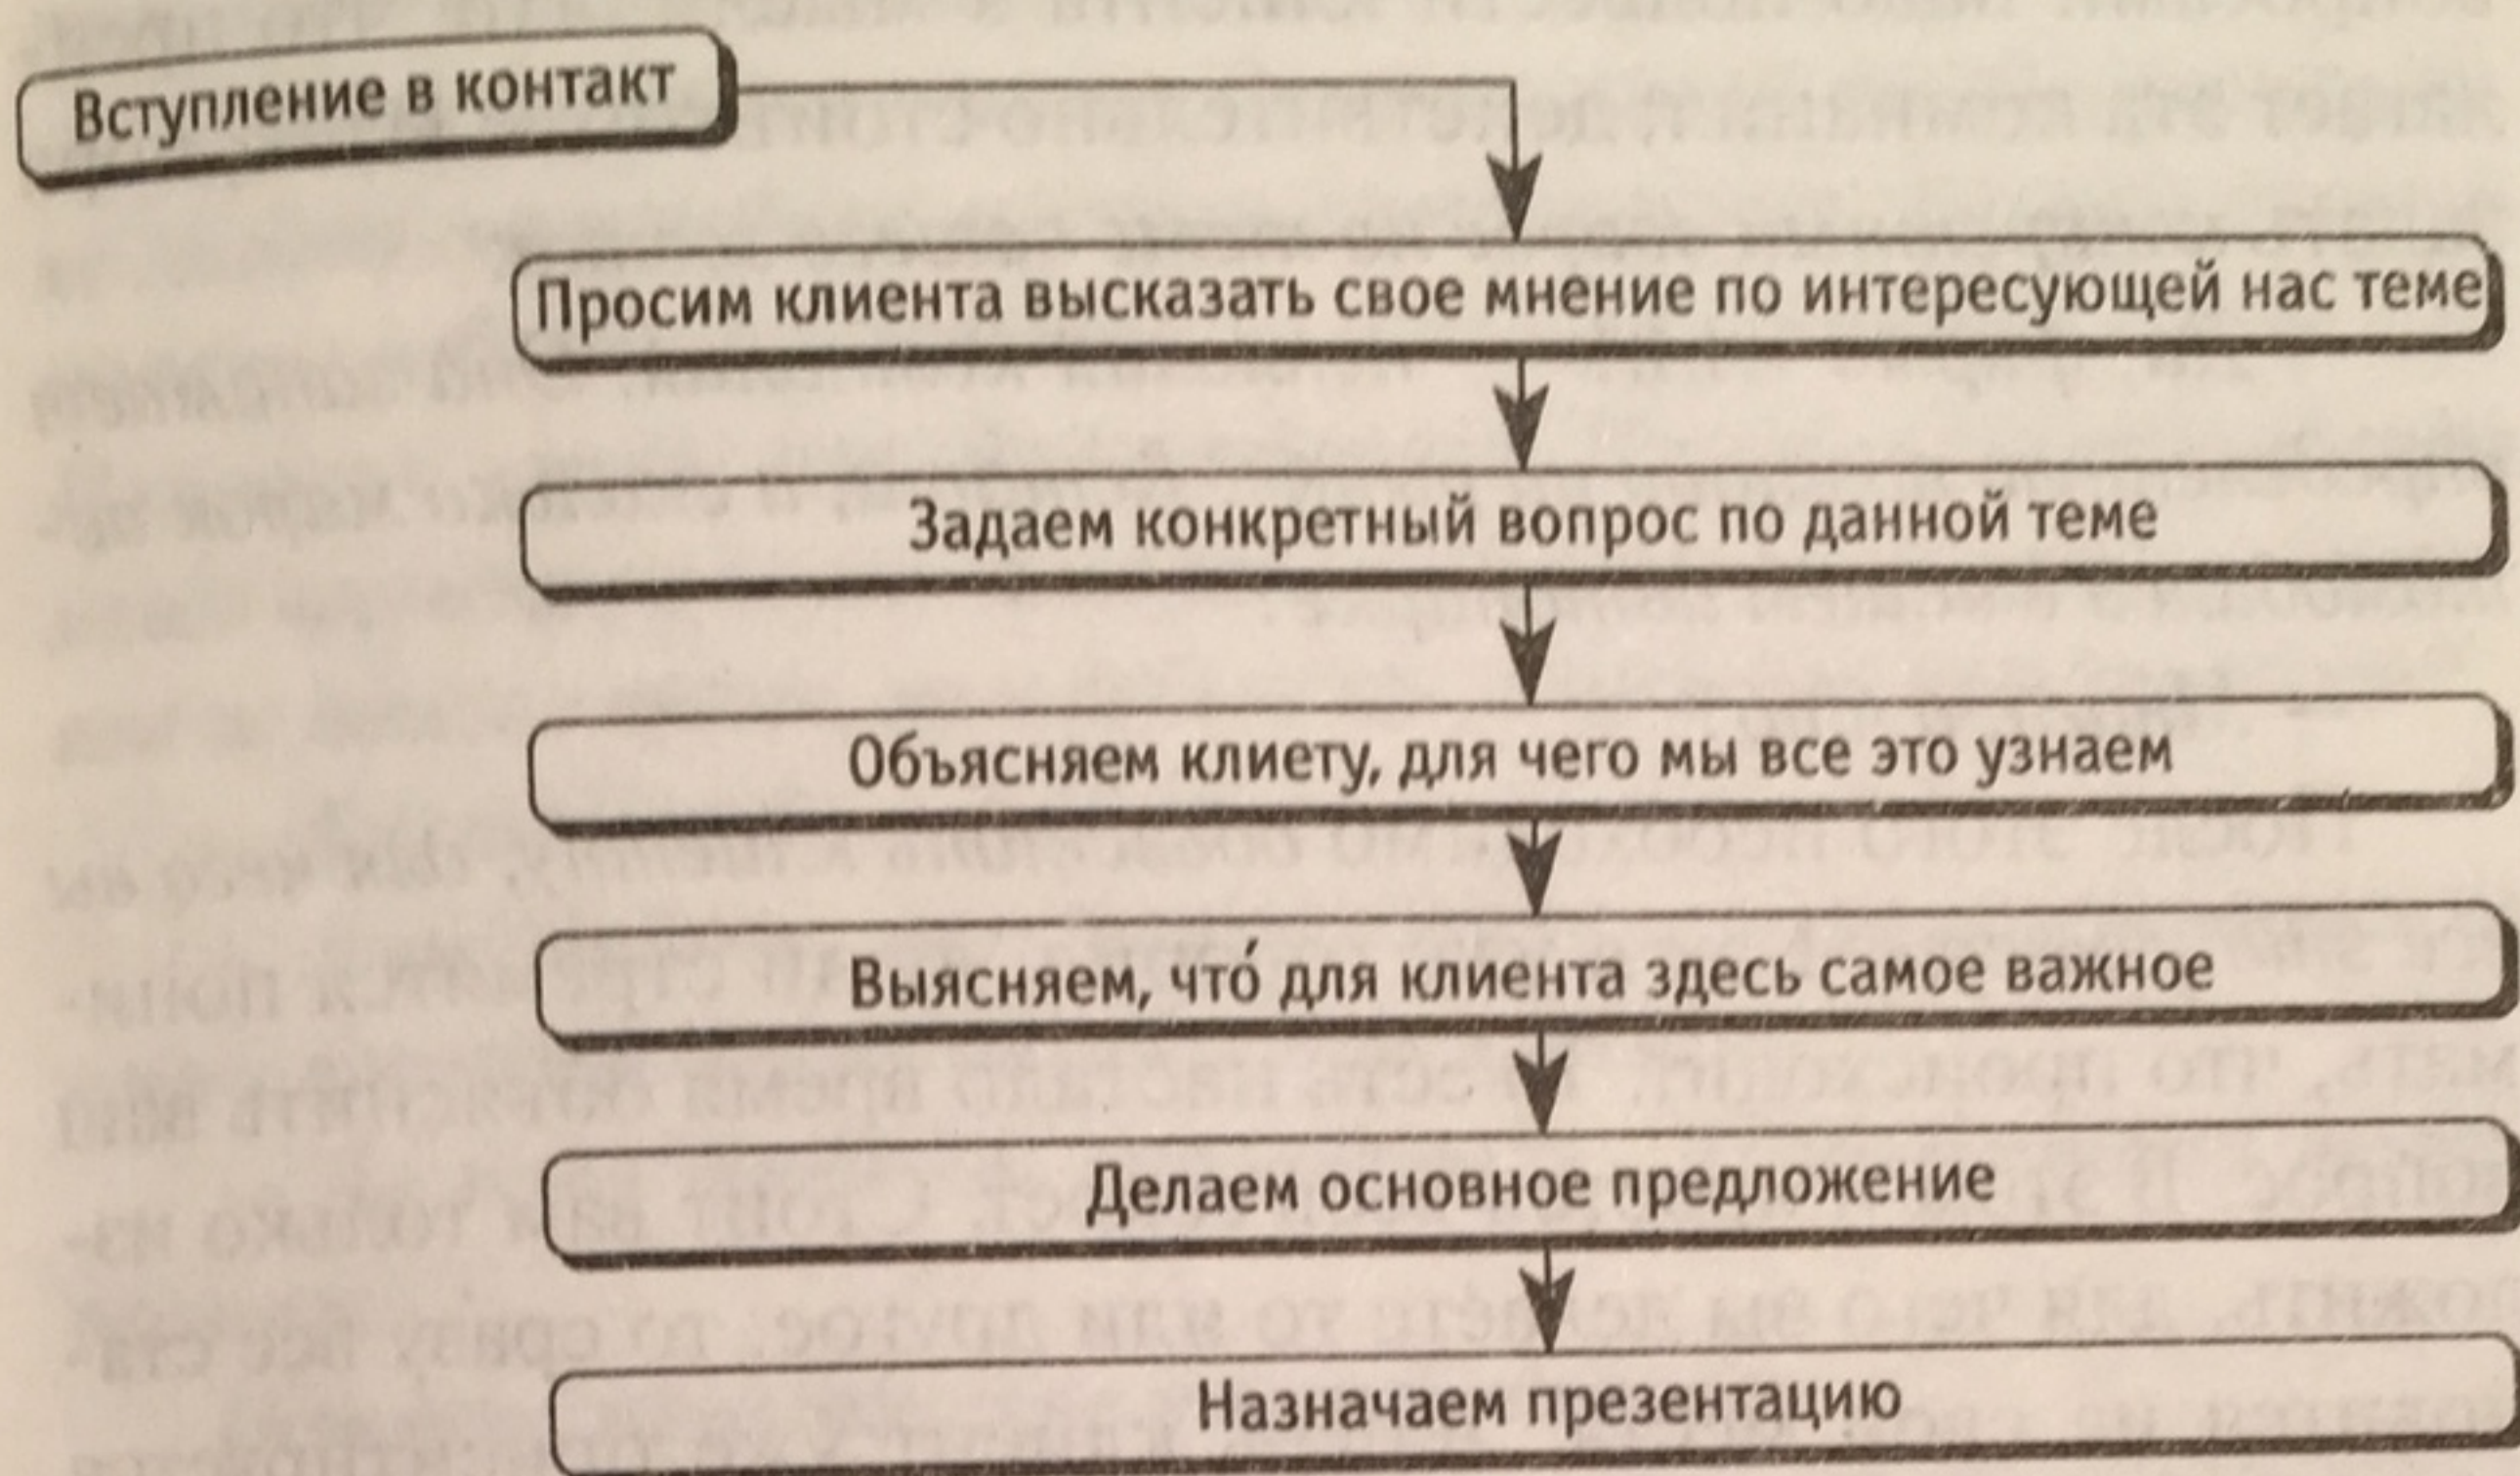 Вступление в контакт
Просим клиента высказать свое мнение по интересующей нас теме
Задаем конкретный вопрос по данной теме
Объясняем клиету, для чего мы все это узнаем
Выясняем, что́ для клиента здесь самое важное
Делаем основное предложение
Назначаем презентацию